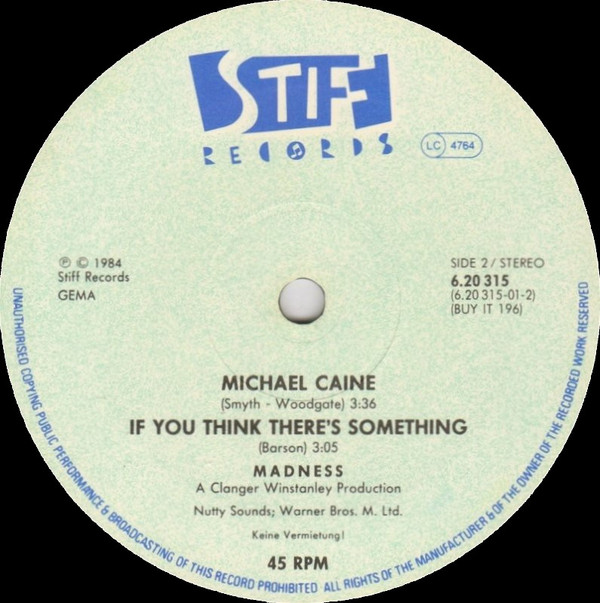 STIFF
RECORDS
LC 4764
℗ © 1984
Stiff Records
GEMA
SIDE 2 / STEREO
6.20 315
(6.20 315-01-2)
(BUY IT 196)
MICHAEL CAINE
(Smyth - Woodgate) 3:36
IF YOU THINK THERE'S SOMETHING
(Barson) 3:05
MADNESS
A Clanger Winstanley Production
Nutty Sounds; Warner Bros. M. Ltd.
Keine Vermietung!
45 RPM
UNAUTHORISED COPYING PUBLIC PERFORMANCE & BROADCASTING OF THIS RECORD PROHIBITED ALL RIGHTS OF THE MANUFACTURER & OF THE OWNER OF THE RECORDED WORK RESERVED